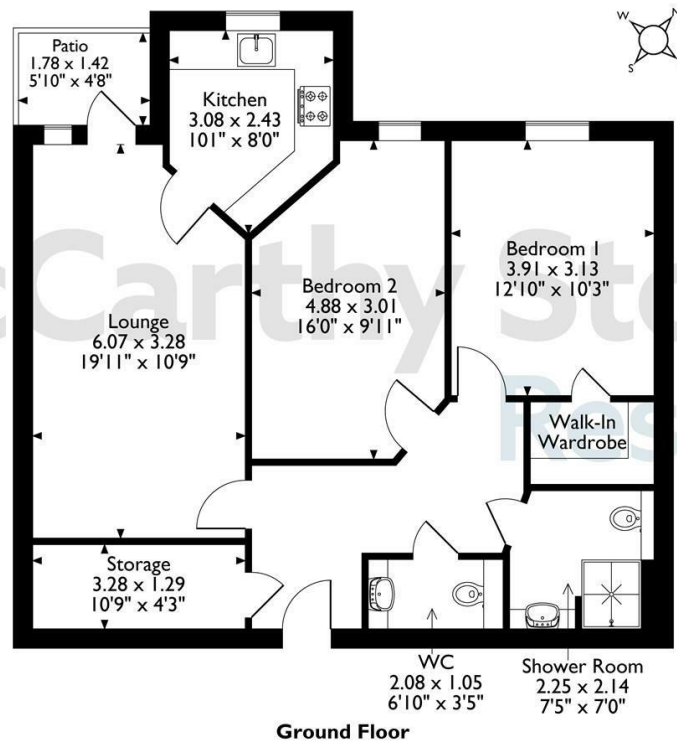 W N
S
Patio
1.78 x 1.42
5'10" x 4'8"
Kitchen
3.08 x 2.43
101" x 8'0"
Bedroom 1
3.91 x 3.13
12'10" x 10'3"
Bedroom 2
4.88 x 3.01
16'0" x 9'11"
Lounge
6.07 x 3.28
19'11" x 10'9"
cCarthy Sto
Res
Walk-In
Wardrobe
Storage
3.28 x 1.29
10'9" x 4'3"
WC
2.08 x 1.05
6'10" x 3'5"
Shower Room
2.25 x 2.14
7'5" x 7'0"
Ground Floor